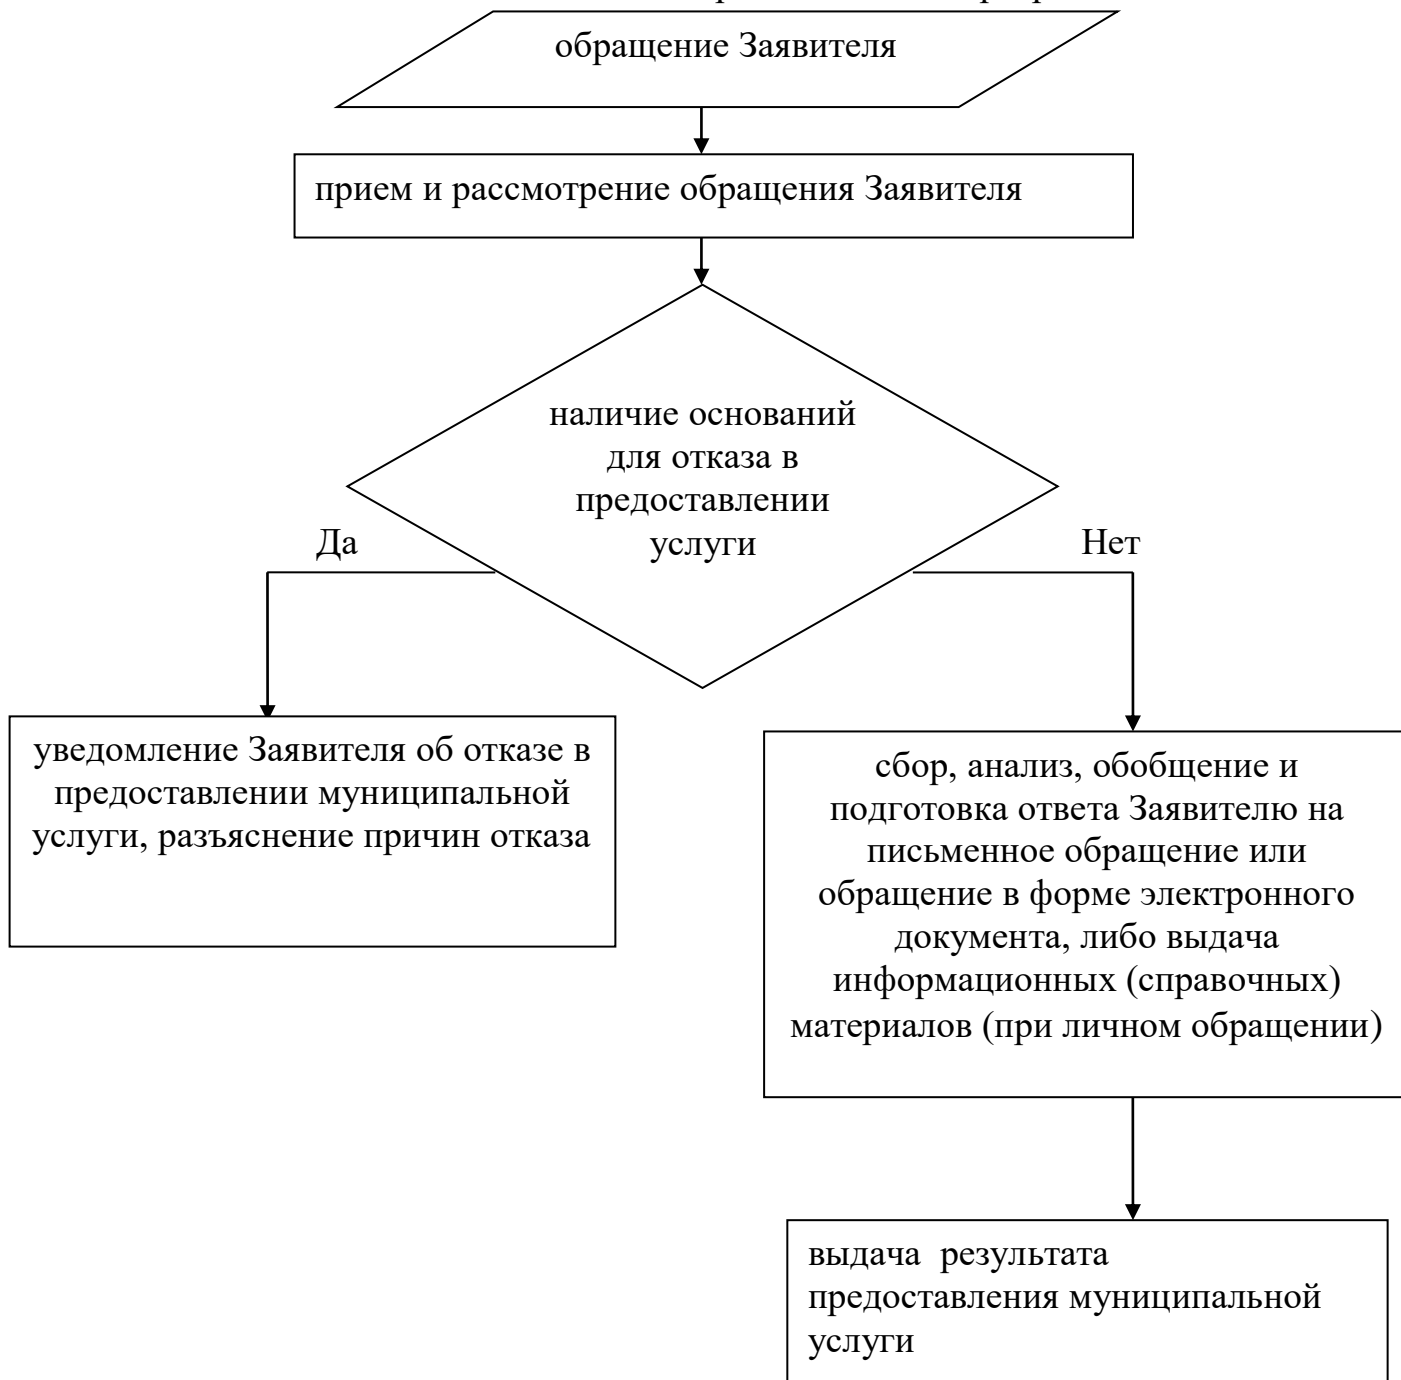 обращение Заявителя
прием и рассмотрение обращения Заявителя
наличие оснований
для отказа в
предоставлении
услуги
Да
Нет
уведомление Заявителя об отказе в
предоставлении муниципальной
услуги, разъяснение причин отказа
сбор, анализ, обобщение и
подготовка ответа Заявителю на
письменное обращение или
обращение в форме электронного
документа, либо выдача
информационных (справочных)
материалов (при личном обращении)
выдача  результата
предоставления муниципальной
услуги